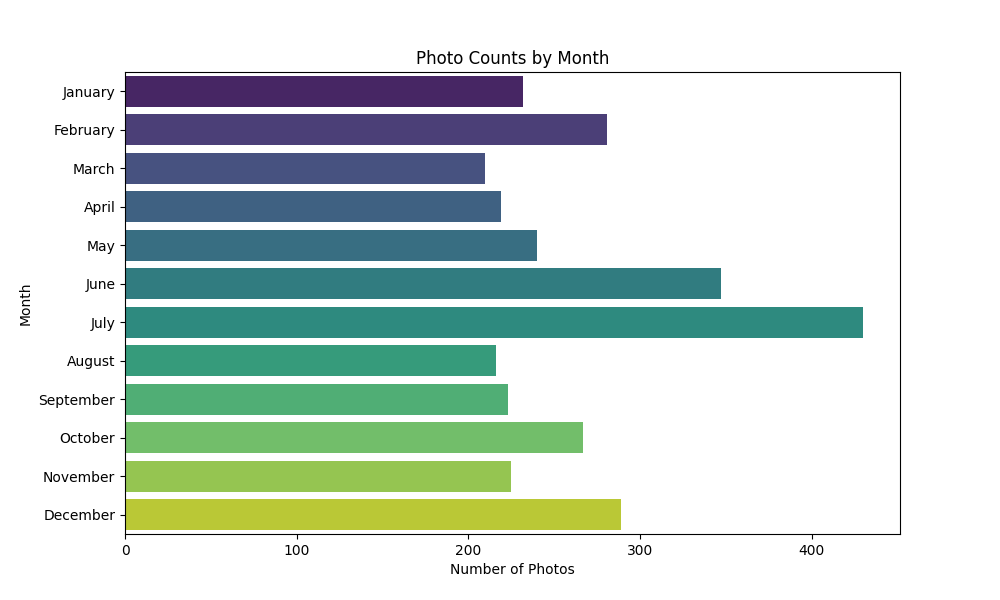 Photo Counts by Month
January
February
March
April
May
June
July
August
September
October
November
December
Month
0 100 200 300 400
Number of Photos